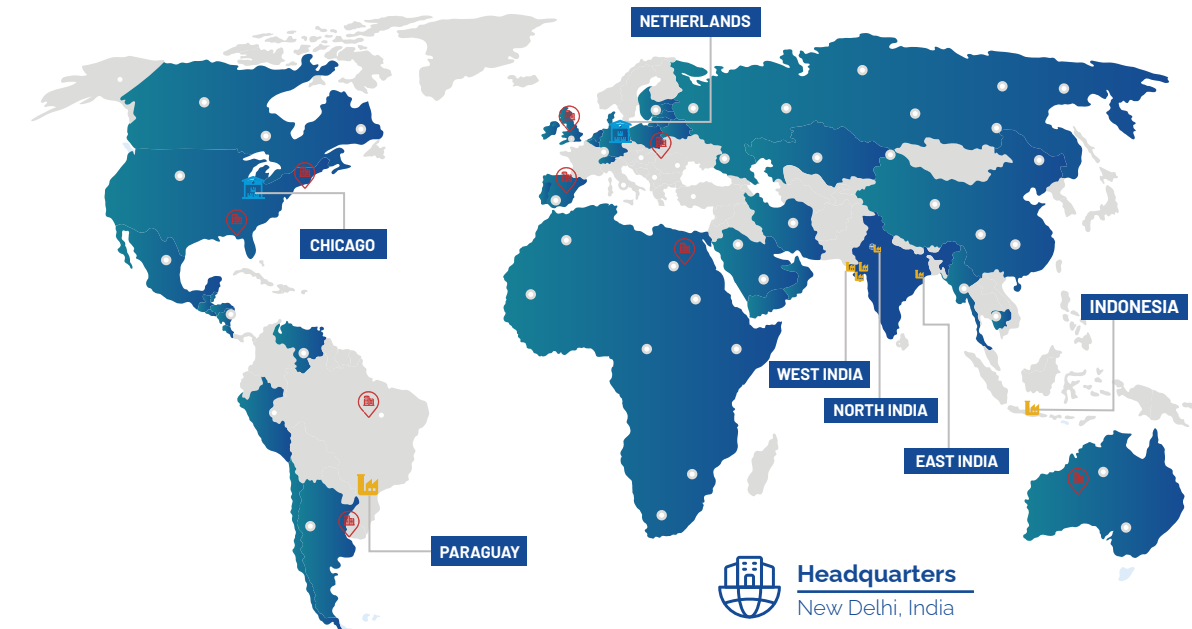 NETHERLANDS
CHICAGO
INDONESIA
WEST INDIA
NORTH INDIA
EAST INDIA
PARAGUAY
Headquarters
New Delhi, India